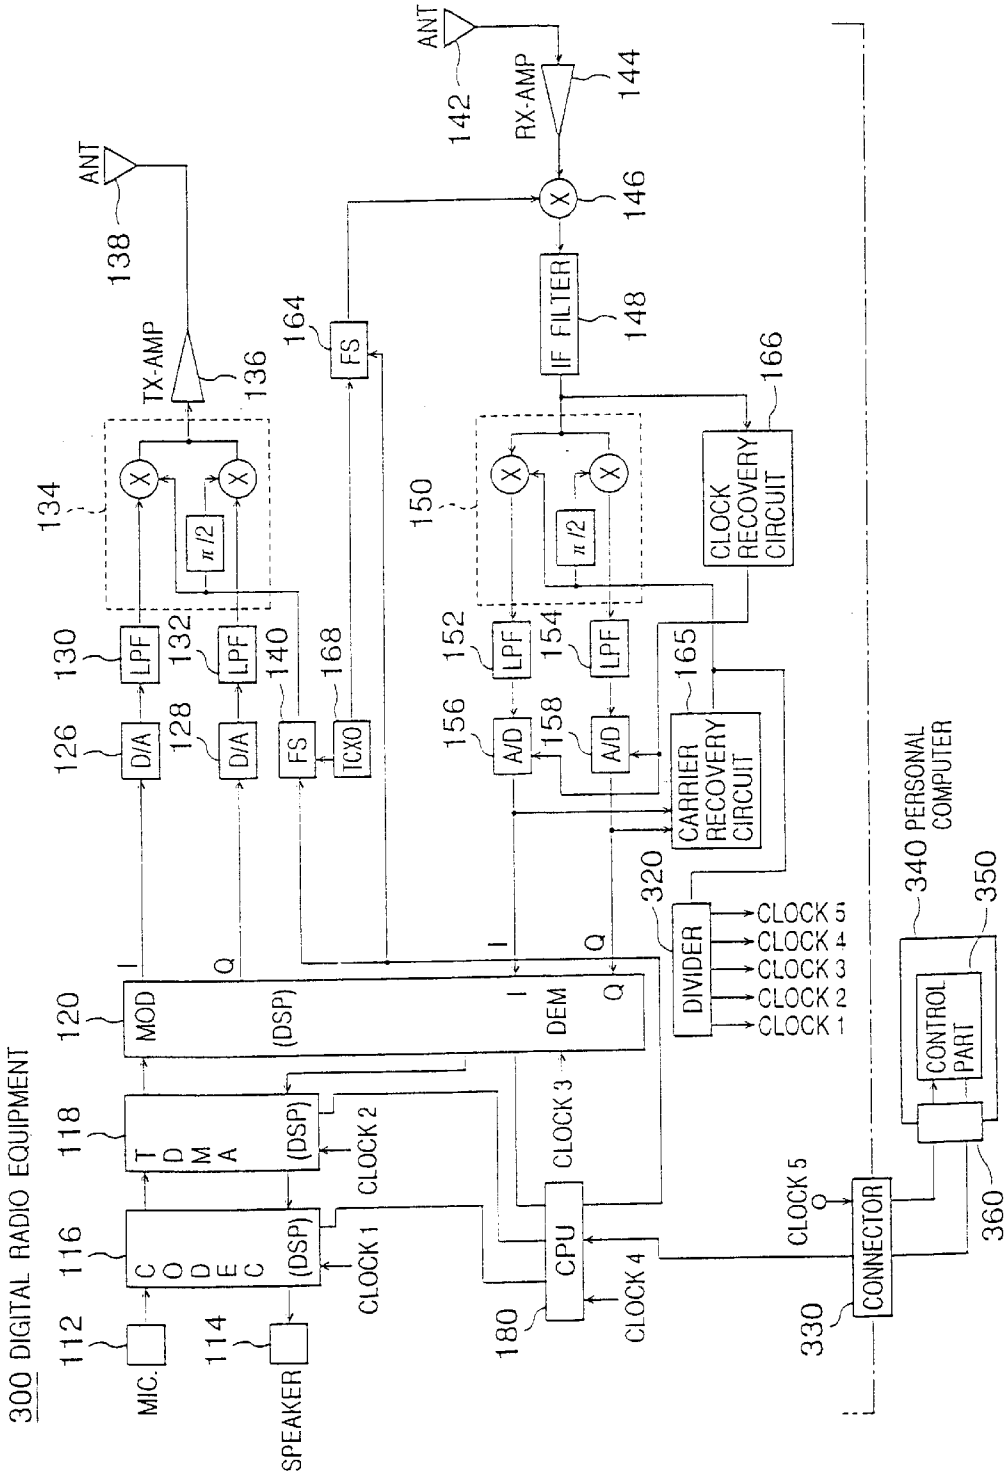 300 DIGITAL RADIO EQUIPMENT
112
MIC.
114
SPEAKER
116
CODEC
(DSP)
CLOCK 1
118
TDMA
(DSP)
CLOCK 2
120
MOD
(DSP)
DEM
I
Q
CLOCK 3
I
Q
126
D/A
128
D/A
130
LPF
132
LPF
134
X
X
π/2
TX-AMP
136
ANT
138
140
FS
168
TCXO
164
FS
ANT
142
RX-AMP
144
X
146
IF FILTER
148
150
X
X
π/2
152
LPF
154
LPF
156
A/D
158
A/D
I
Q
165
CARRIER
RECOVERY
CIRCUIT
166
CLOCK
RECOVERY
CIRCUIT
180
CPU
CLOCK 4
320
DIVIDER
CLOCK 5
CLOCK 4
CLOCK 3
CLOCK 2
CLOCK 1
330
CONNECTOR
CLOCK 5
340 PERSONAL
COMPUTER
350
CONTROL
PART
360